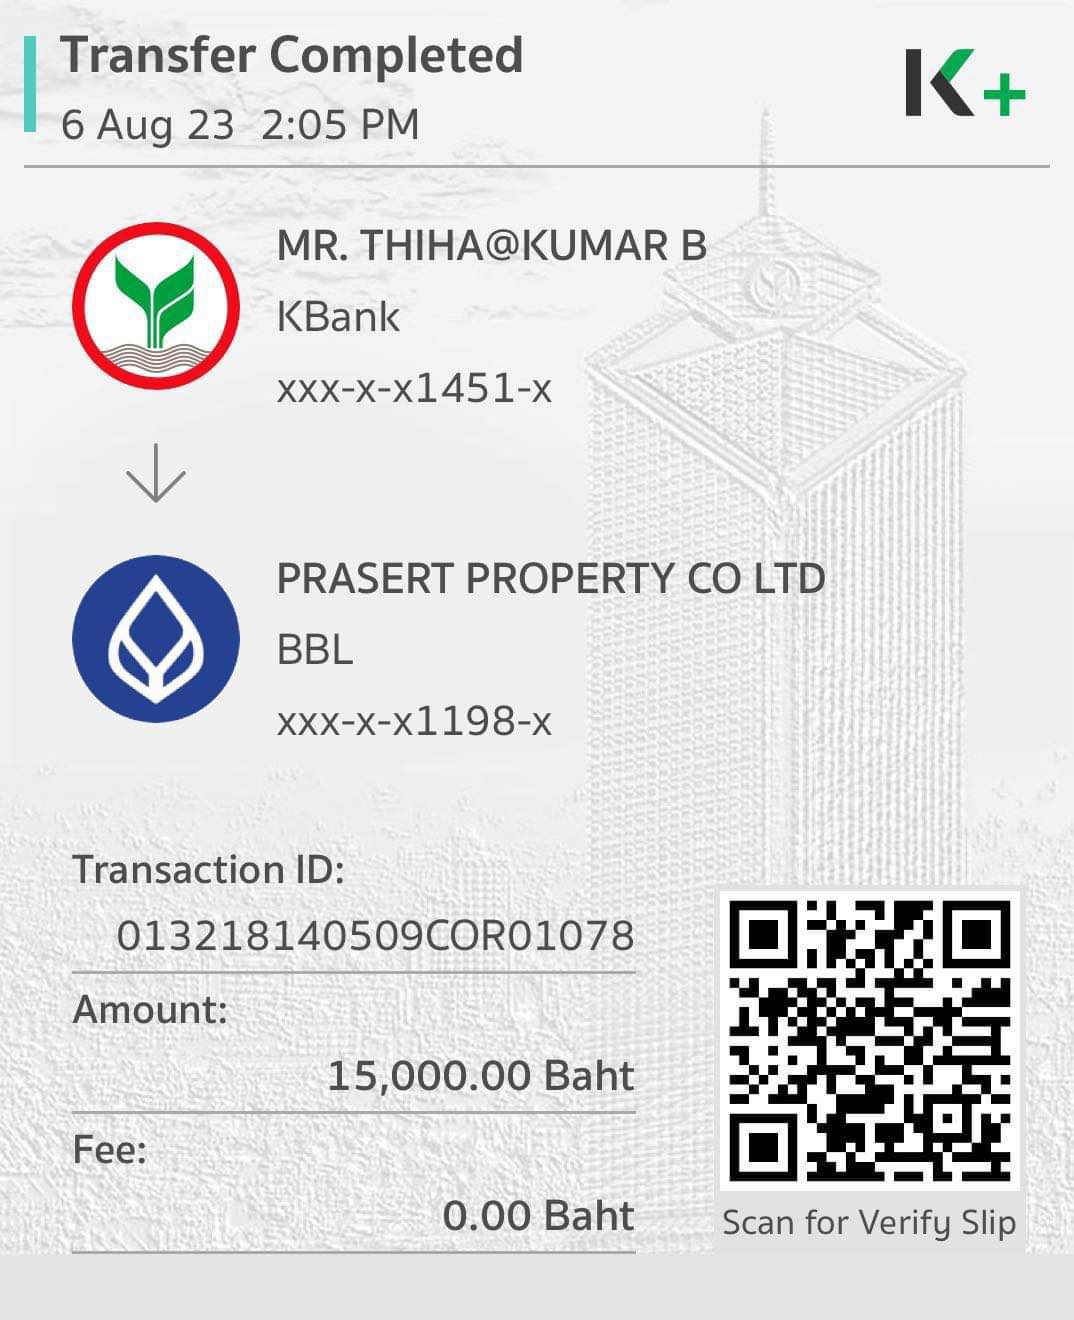 Transfer Completed
6 Aug 23 2:05 PM
K+
MR. THIHA@KUMAR B
KBank
xxx-x-x1451-x
PRASERT PROPERTY CO LTD
BBL
xxx-x-x1198-x
Transaction ID:
013218140509COR01078
Amount:
15,000.00 Baht
Fee:
0.00 Baht
Scan for Verify Slip